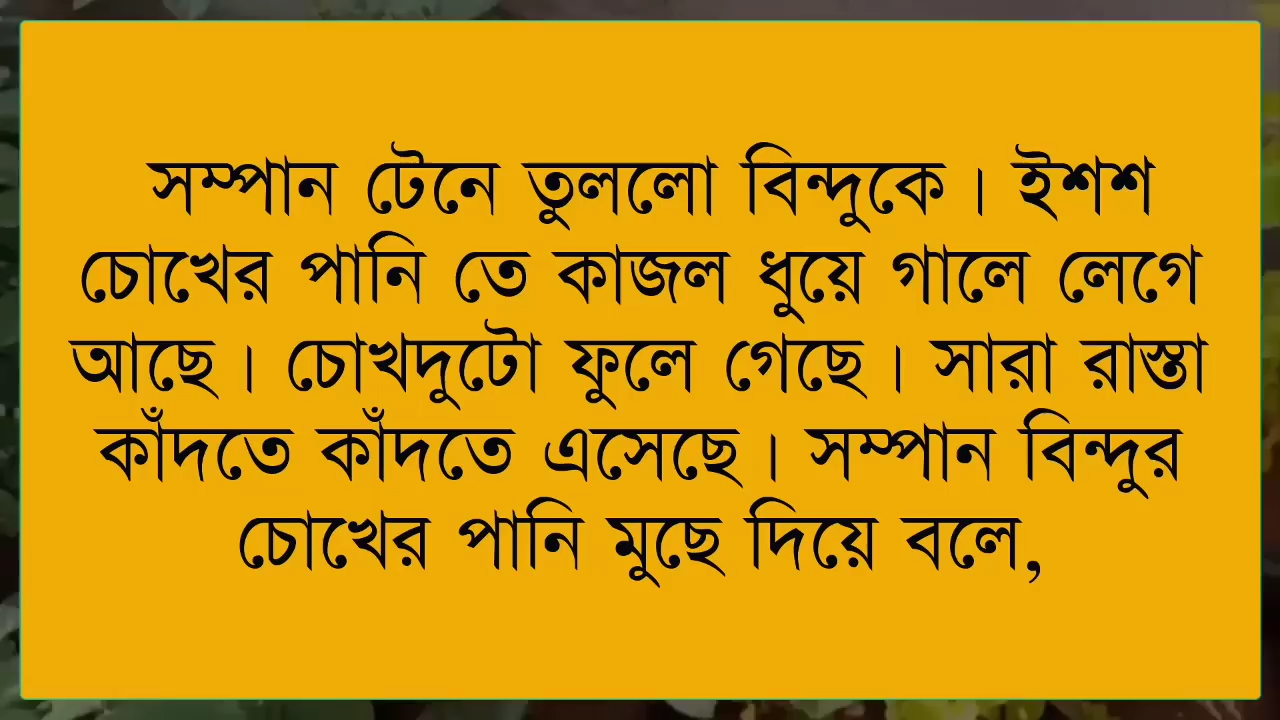 সম্পান টেনে তুললো বিন্দুকে। ইশশ
চোখের পানি তে কাজল ধুয়ে গালে লেগে
আছে। চোখদুটো ফুলে গেছে। সারা রাস্তা
কাঁদতে কাঁদতে এসেছে। সম্পান বিন্দুর
চোখের পানি মুছে দিয়ে বলে,